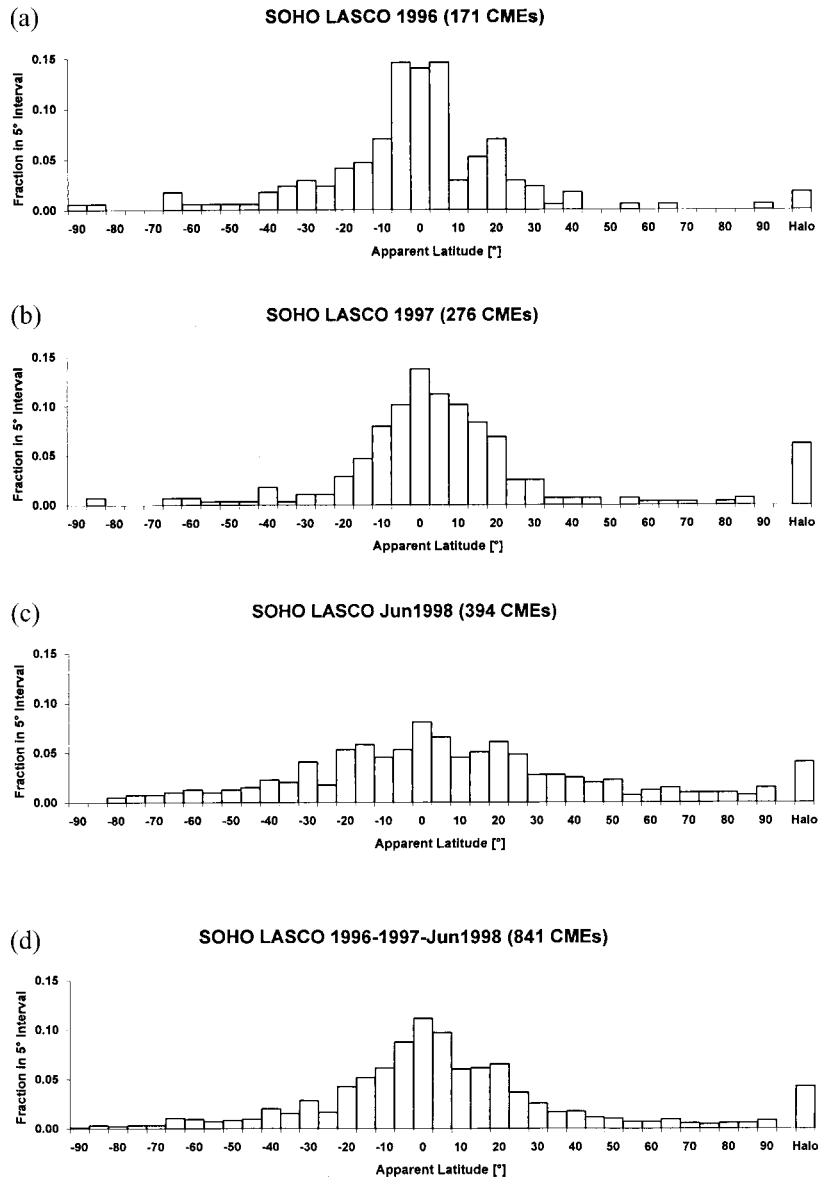 (a)
SOHO LASCO 1996 (171 CMEs)
Fraction in 5° Interval
0.15
0.10
0.05
0.00
-90 -80 -70 -60 -50 -40 -30 -20 -10 0 10 20 30 40 50 60 70 80 90 Halo
Apparent Latitude [°]
(b)
SOHO LASCO 1997 (276 CMEs)
Fraction in 5° Interval
0.15
0.10
0.05
0.00
-90 -80 -70 -60 -50 -40 -30 -20 -10 0 10 20 30 40 50 60 70 80 90 Halo
Apparent Latitude [°]
(c)
SOHO LASCO Jun1998 (394 CMEs)
Fraction in 5° Interval
0.15
0.10
0.05
0.00
-90 -80 -70 -60 -50 -40 -30 -20 -10 0 10 20 30 40 50 60 70 80 90 Halo
Apparent Latitude [°]
(d)
SOHO LASCO 1996-1997-Jun1998 (841 CMEs)
Fraction in 5° Interval
0.15
0.10
0.05
0.00
-90 -80 -70 -60 -50 -40 -30 -20 -10 0 10 20 30 40 50 60 70 80 90 Halo
Apparent Latitude [°]